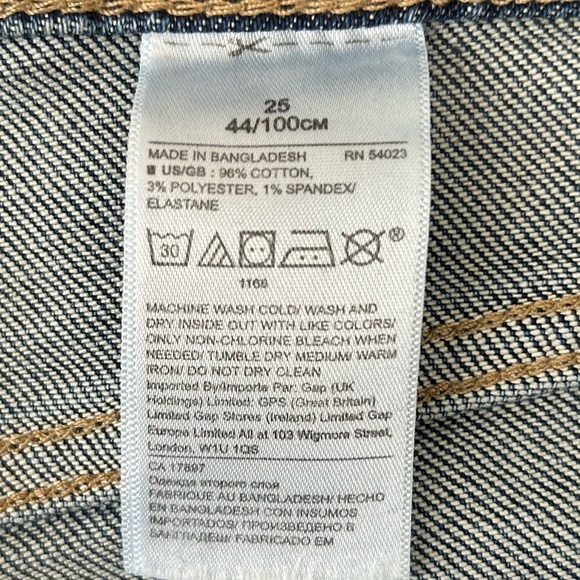 25
44/100CM
MADE IN BANGLADESH RN 54023
US/GB : 96% COTTON,
3% POLYESTER, 1% SPANDEX/
ELASTANE
30
®
1168
MACHINE WASH COLD/ WASH AND
DRY INSIDE OUT WITH LIKE COLORS/
ONLY NON-CHLORINE BLEACH WHEN
NEEDED/ TUMBLE DRY MEDIUM/ WARM
IRON/ DO NOT DRY CLEAN
Imported By/Importe Par: Gap (UK
Holdings) Limited; GPS (Great Britain)
Limited Gap Stores (Ireland) Limited Gap
Europe Limited All at 103 Wigmore Street,
London, W1U 1QS
CA 17897
Одежда второго слоя
FABRIQUE AU BANGLADESH/ HECHO
EN BANGLADESH CON INSUMOS
IMPORTADOS/ ПРОИЗВЕДЕНО В
БАНГЛАДЕШ/ FABRICADO EM